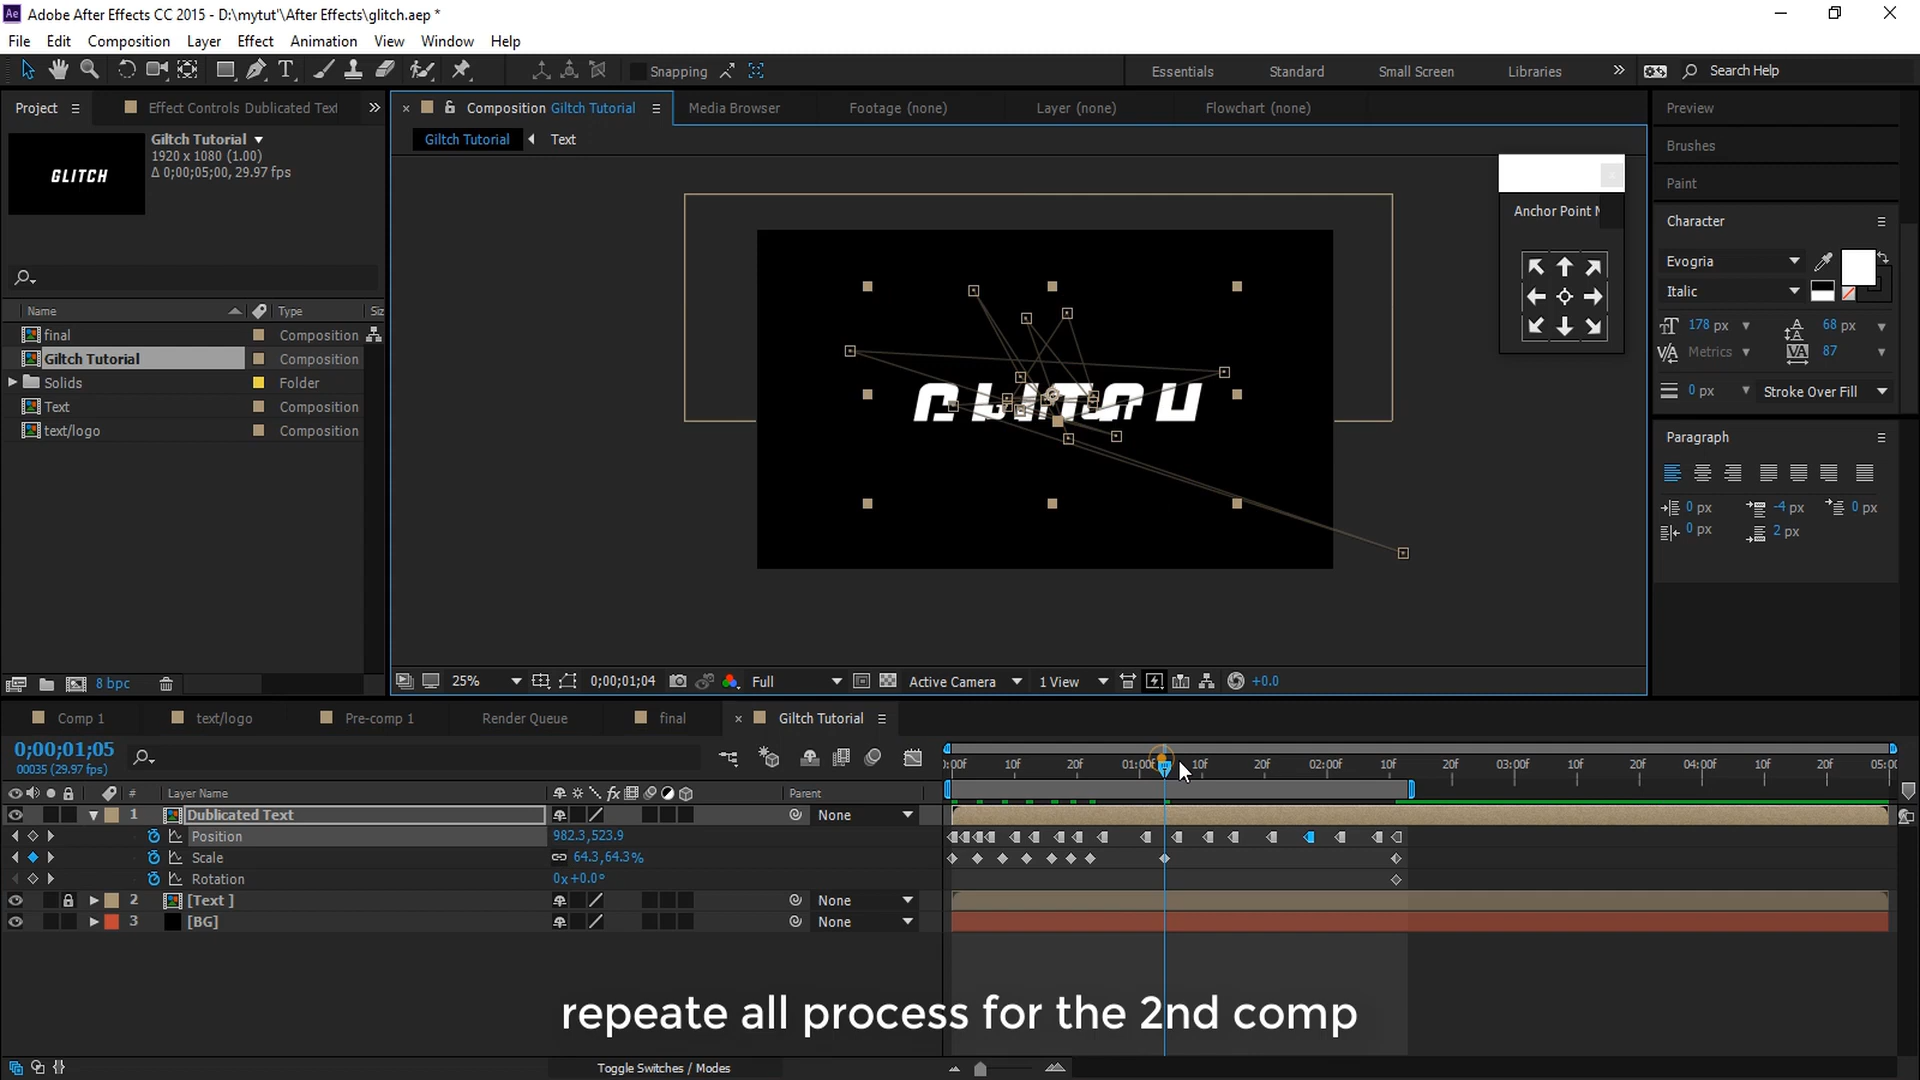 Adobe After Effects CC 2015 - D:\mytut'\After Effects\glitch.aep *
File Edit Composition Layer Effect Animation View Window Help
Snapping Essentials Standard Small Screen Libraries Search Help
Project Effect Controls Dublicated Text
Composition Giltch Tutorial Media Browser Footage (none) Layer (none) Flowchart (none)
Preview
Giltch Tutorial Text
Giltch Tutorial
1920 x 1080 (1.00)
Δ 0;00;05;00, 29.97 fps
GLITCH
Brushes
Paint
Anchor Point
Character
Evogria
Italic
178 px 68 px
Metrics 87
0 px Stroke Over Fill
Name Type
final Composition
Giltch Tutorial Composition
Solids Folder
Text Composition
text/logo Composition
Paragraph
0 px -4 px 0 px
0 px 2 px
8 bpc
25% 0;00;01;04 Full Active Camera 1 View +0.0
Comp 1 text/logo Pre-comp 1 Render Queue final Giltch Tutorial
0;00;01;05
00035 (29.97 fps)
:00f 10f 20f 01:00f 10f 20f 02:00f 10f 20f 03:00f 10f 20f 04:00f 10f 20f 05:0
# Layer Name fx Parent
1 Dublicated Text None
Position 982.3,523.9
Scale 64.3,64.3%
Rotation 0x+0.0°
2 [Text ] None
3 [BG] None
repeate all process for the 2nd comp
Toggle Switches / Modes